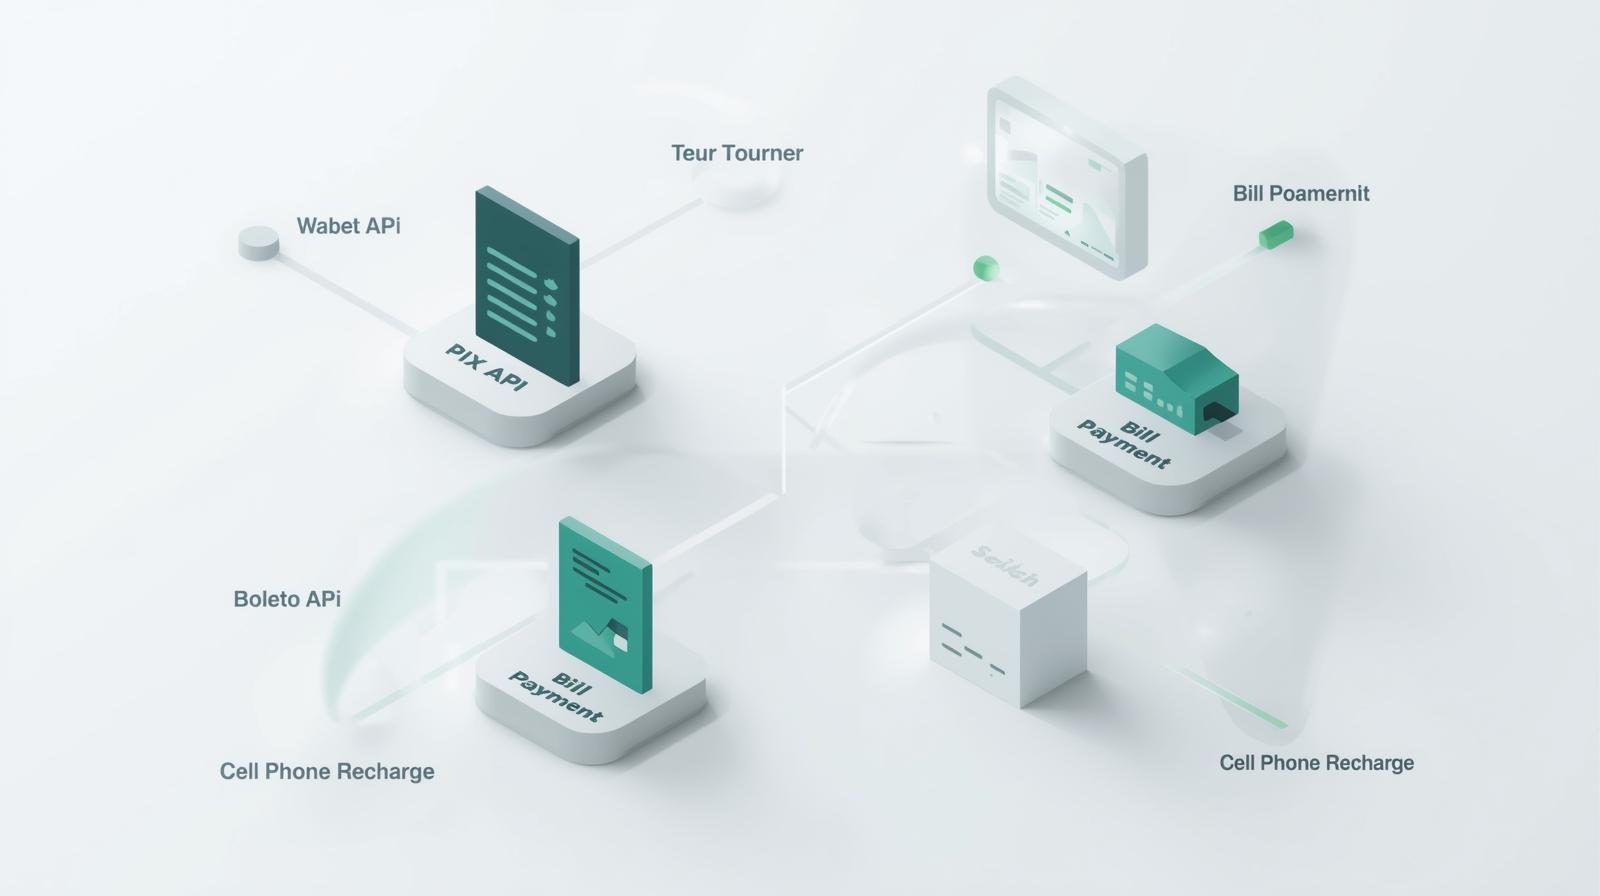 Teur Tourner
Wabet APi
Bill Poamernit
PIX API
Bill
Payment
Boleto APi
Bill
Payment
Cell Phone Recharge
Cell Phone Recharge